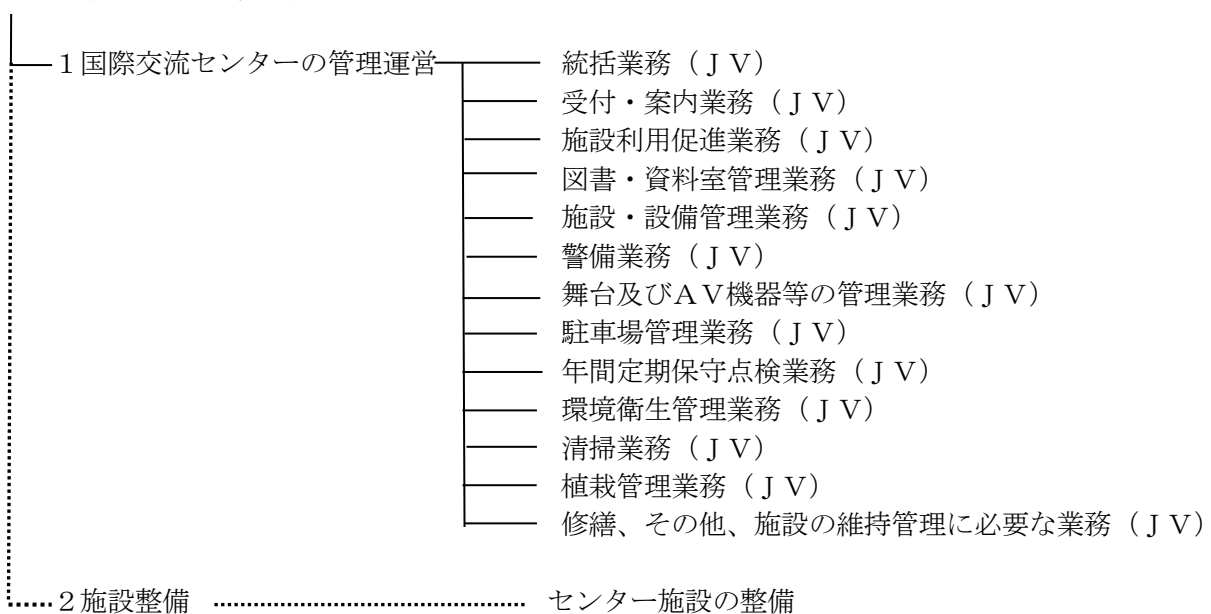 1国際交流センターの管理運営 統括業務（ＪＶ）
受付・案内業務（ＪＶ）
施設利用促進業務（ＪＶ）
図書・資料室管理業務（ＪＶ）
施設・設備管理業務（ＪＶ）
警備業務（ＪＶ）
舞台及びＡＶ機器等の管理業務（ＪＶ）
駐車場管理業務（ＪＶ）
年間定期保守点検業務（ＪＶ）
環境衛生管理業務（ＪＶ）
清掃業務（ＪＶ）
植栽管理業務（ＪＶ）
修繕、その他、施設の維持管理に必要な業務（ＪＶ）
2施設整備 センター施設の整備